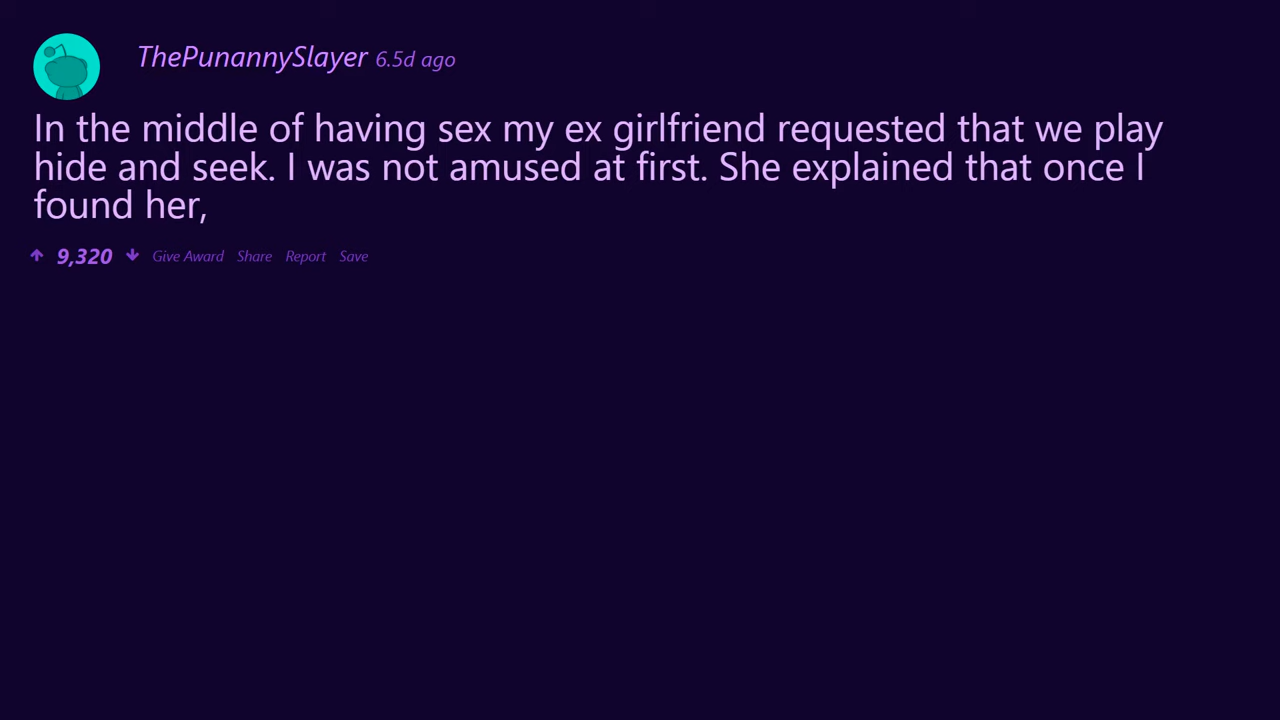 ThePunannySlayer 6.5d ago
In the middle of having sex my ex girlfriend requested that we play
hide and seek. I was not amused at first. She explained that once I
found her,
9,320 Give Award Share Report Save